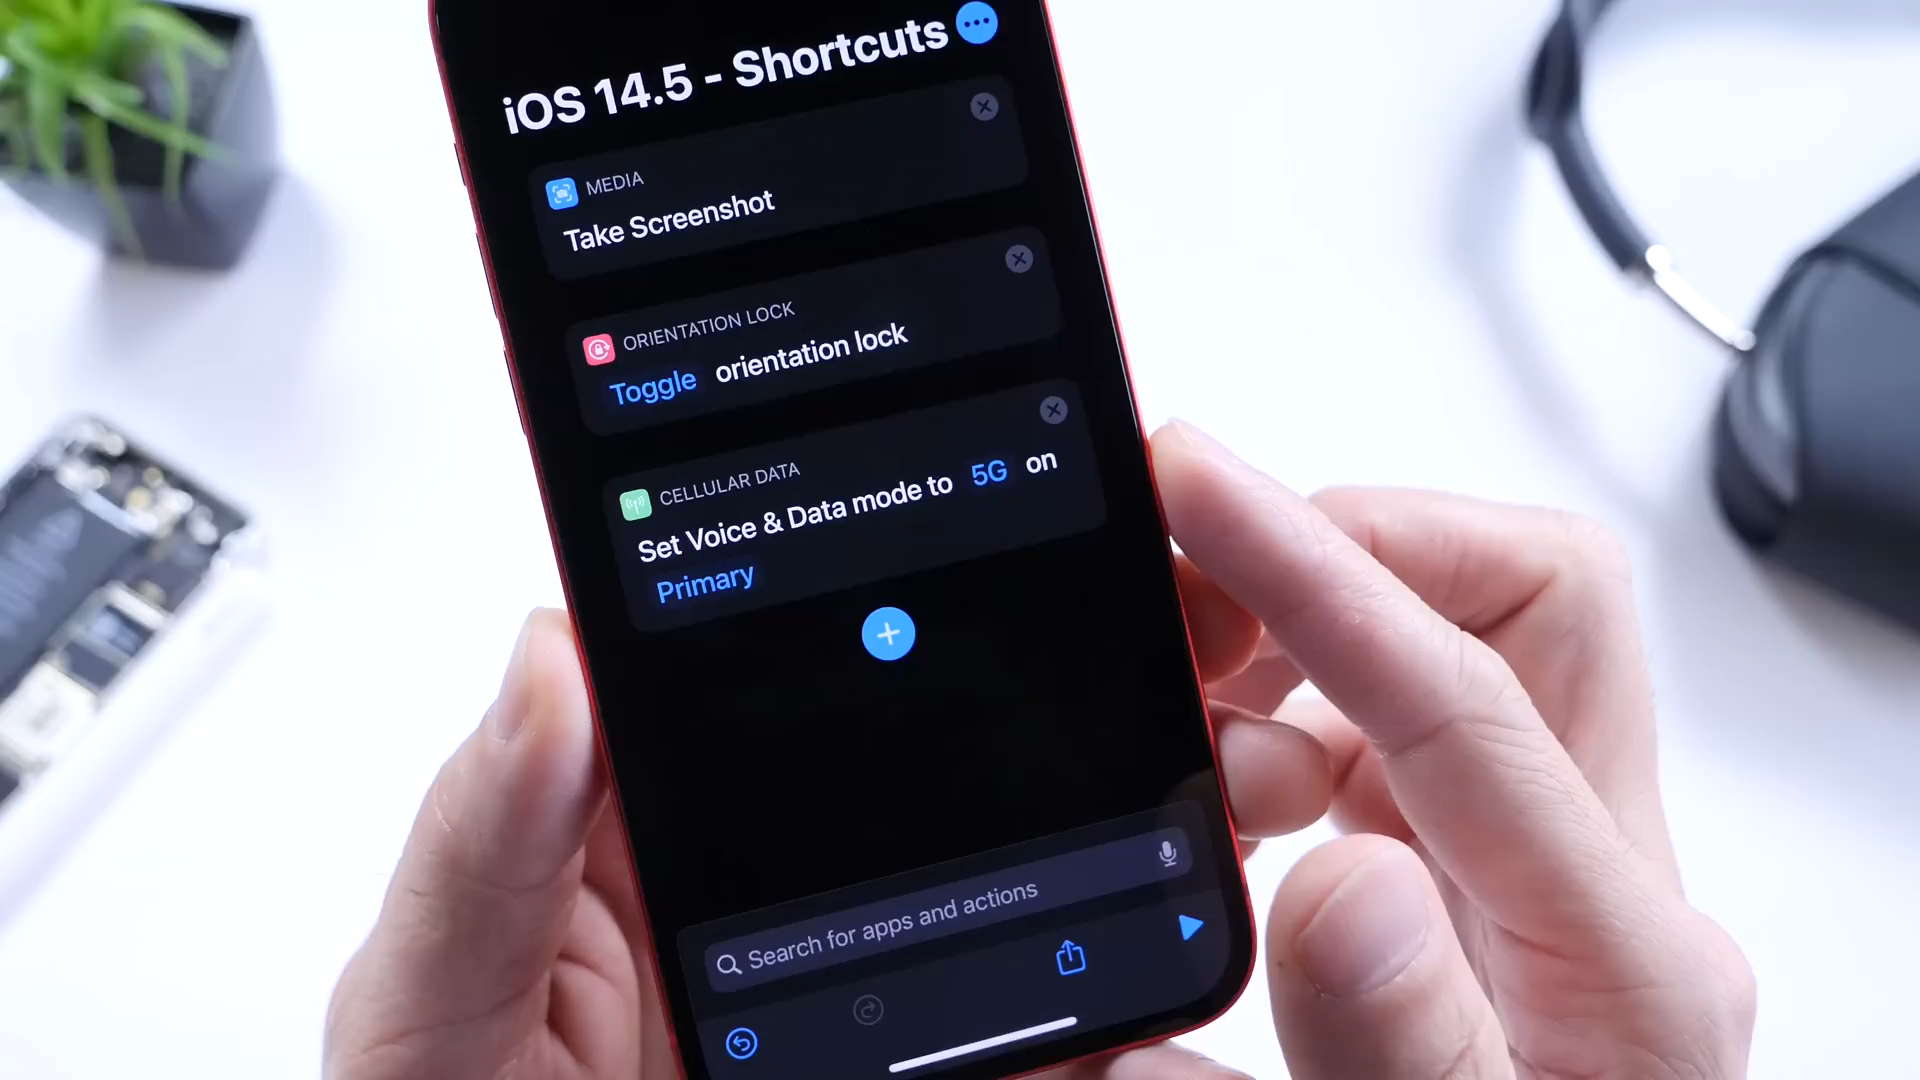 iOS 14.5 - Shortcuts
MEDIA
Take Screenshot
ORIENTATION LOCK
Toggle orientation lock
CELLULAR DATA
Set Voice & Data mode to 5G on
Primary
Search for apps and actions